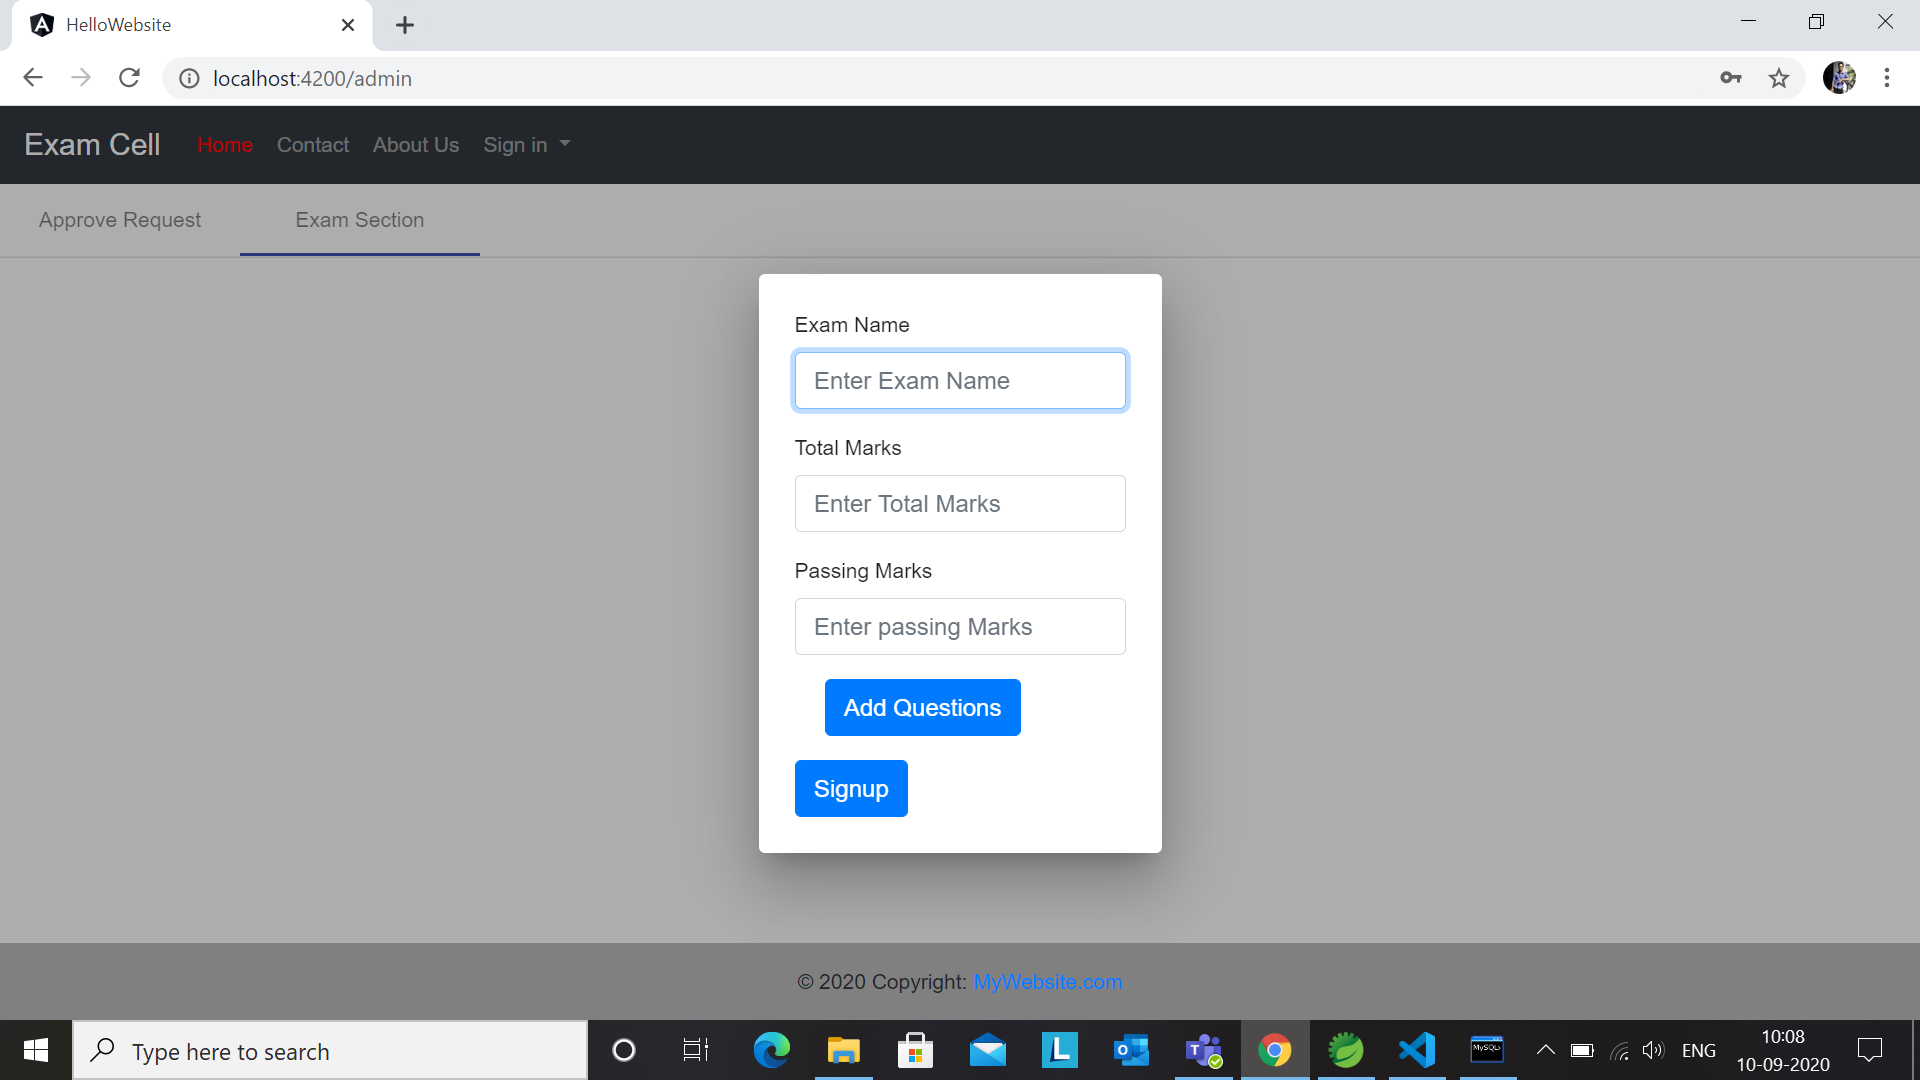 HelloWebsite
localhost:4200/admin
Exam Cell Home Contact About Us Sign in
Approve Request Exam Section
Exam Name
Enter Exam Name
Total Marks
Enter Total Marks
Passing Marks
Enter passing Marks
Add Questions
Signup
© 2020 Copyright: MyWebsite.com
Type here to search
L
MySQL
ENG
10:08
10-09-2020